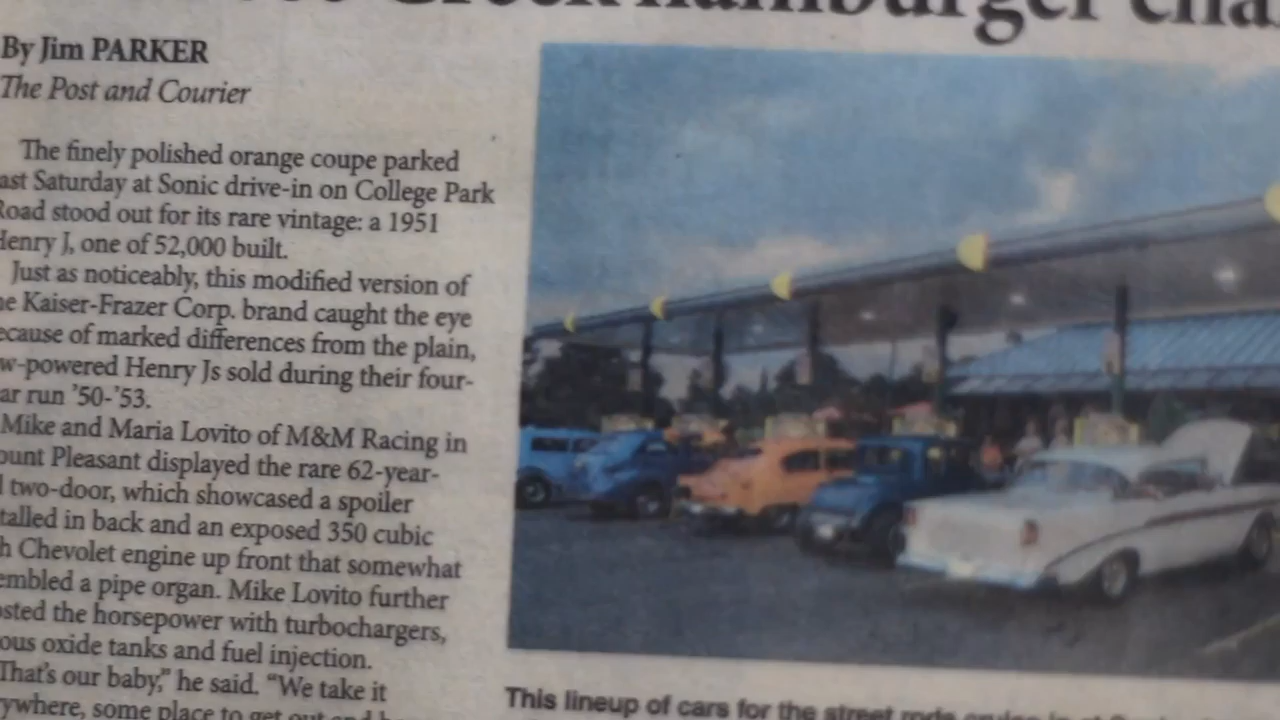 Creek hamburger cha
By Jim PARKER
The Post and Courier
The finely polished orange coupe parked
ast Saturday at Sonic drive-in on College Park
Road stood out for its rare vintage: a 1951
Henry J, one of 52,000 built.
Just as noticeably, this modified version of
he Kaiser-Frazer Corp. brand caught the eye
ecause of marked differences from the plain,
w-powered Henry Js sold during their four-
ar run '50-'53.
Mike and Maria Lovito of M&M Racing in
ount Pleasant displayed the rare 62-year-
l two-door, which showcased a spoiler
talled in back and an exposed 350 cubic
h Chevolet engine up front that somewhat
embled a pipe organ. Mike Lovito further
osted the horsepower with turbochargers,
ous oxide tanks and fuel injection.
That's our baby," he said. "We take it
ywhere, some place to get out and
This lineup of cars for the street rods